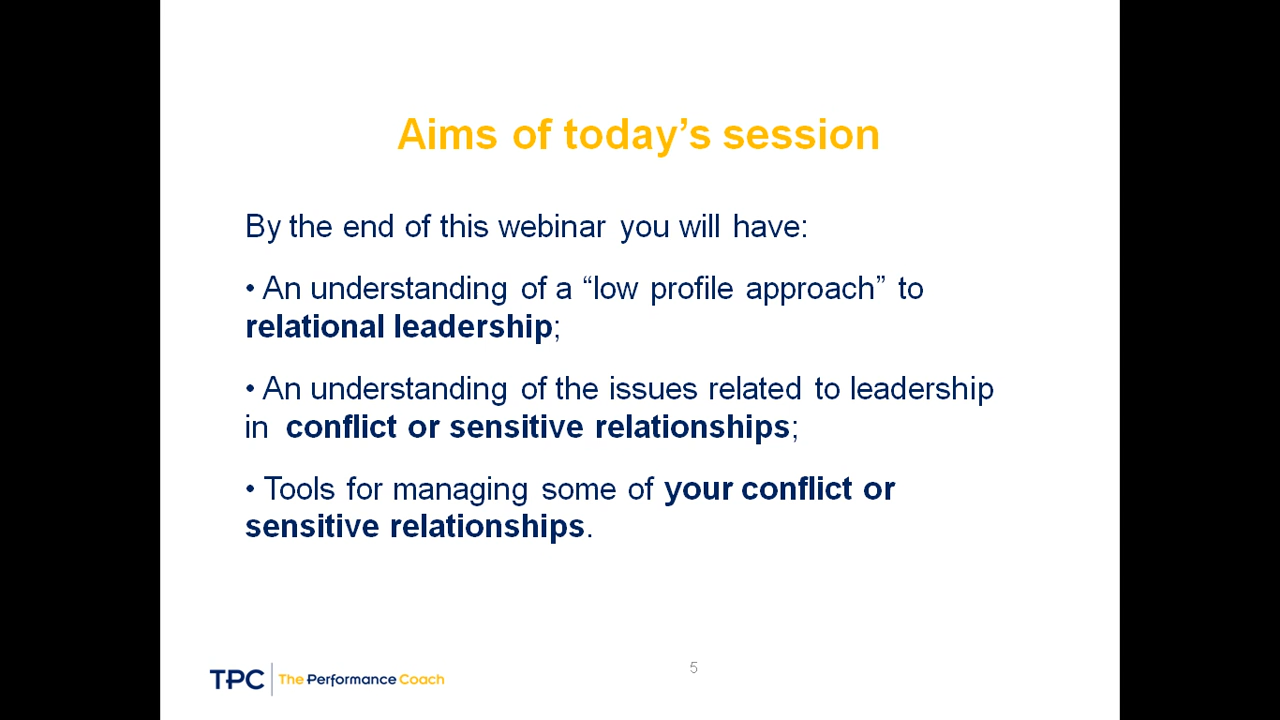 Aims of today’s session
By the end of this webinar you will have:
• An understanding of a “low profile approach” to
relational leadership;
• An understanding of the issues related to leadership
in conflict or sensitive relationships;
• Tools for managing some of your conflict or
sensitive relationships.
TPC The Performance Coach
5